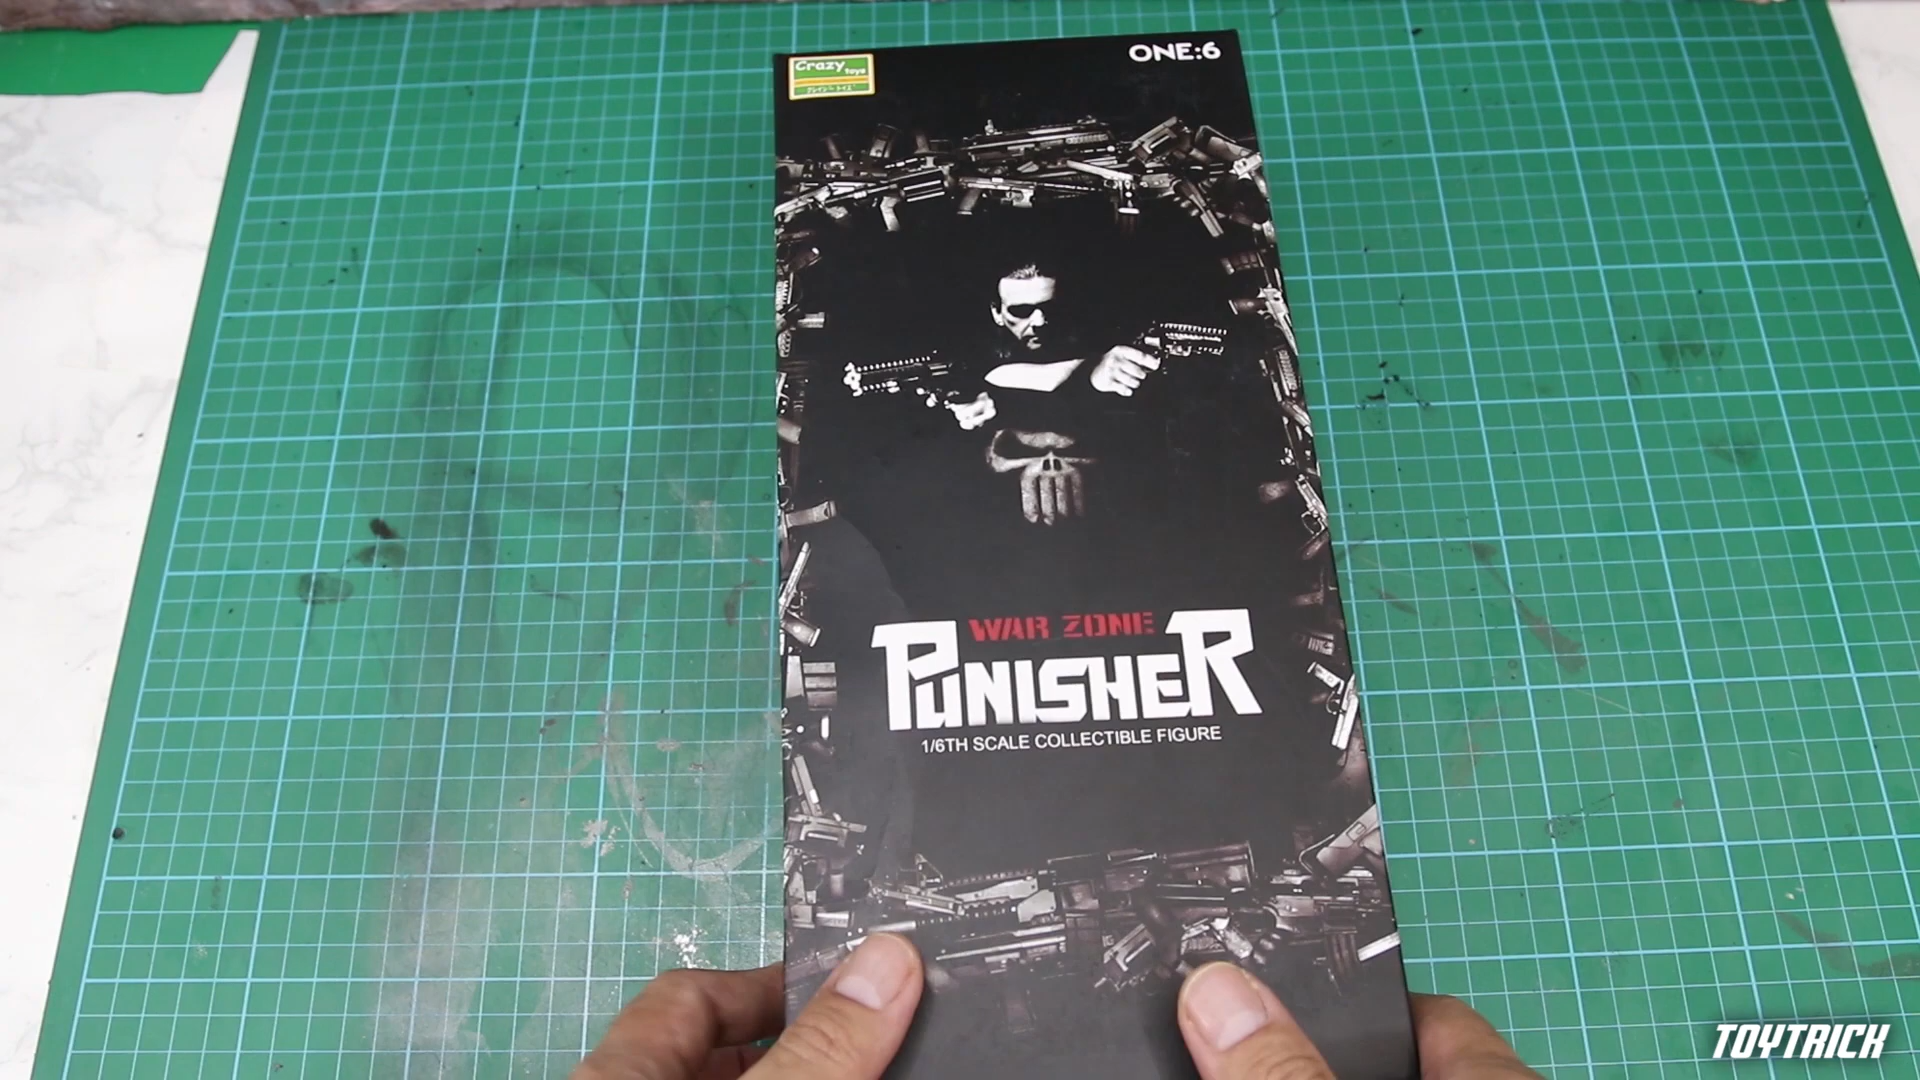 Crazy toys
ONE:6
WAR ZONE
PUNISHER
1/6TH SCALE COLLECTIBLE FIGURE
TOYTRICK